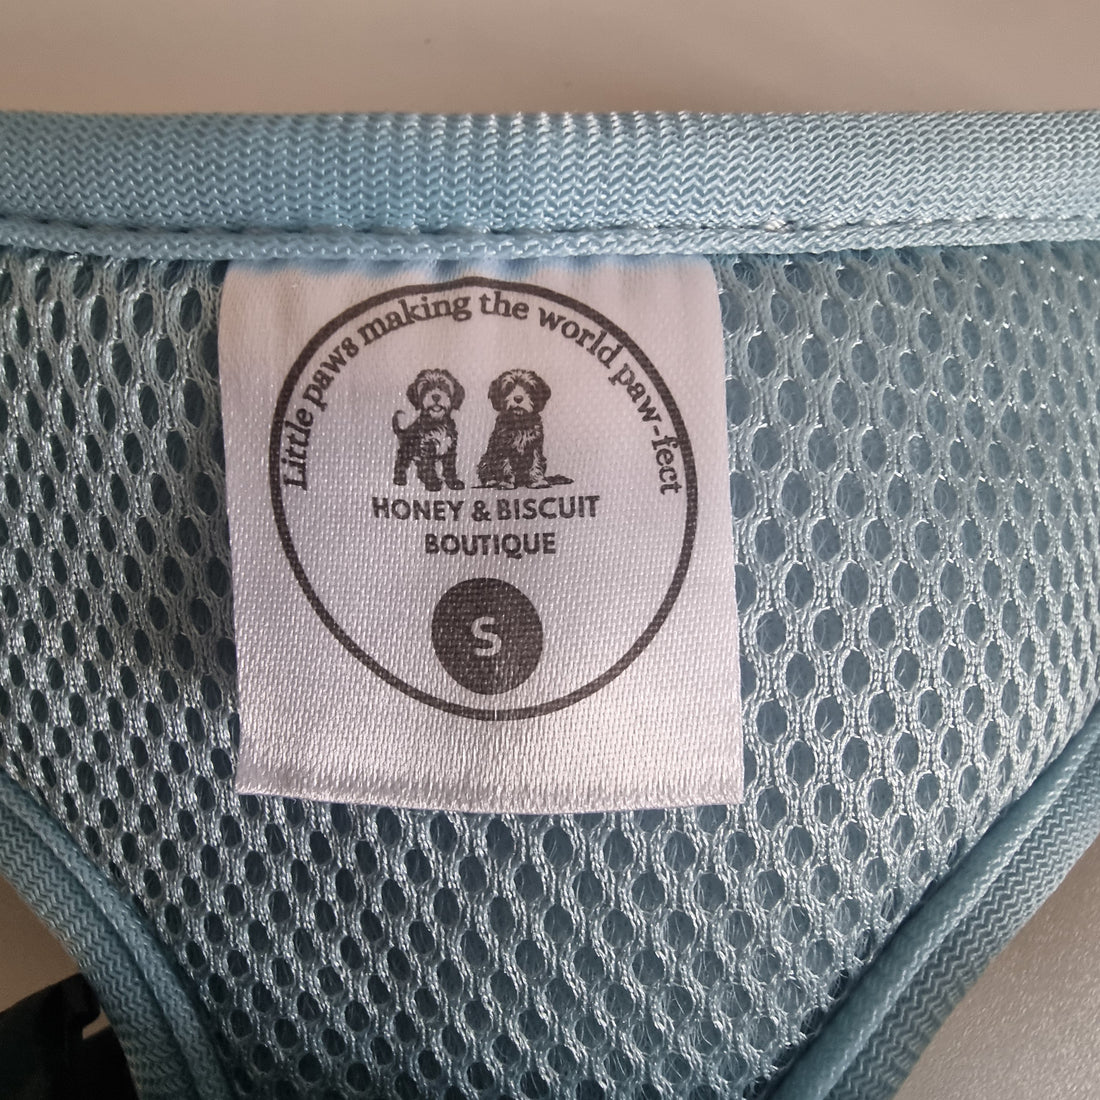 Little paws making the world paw-fect
HONEY & BISCUIT
BOUTIQUE
S